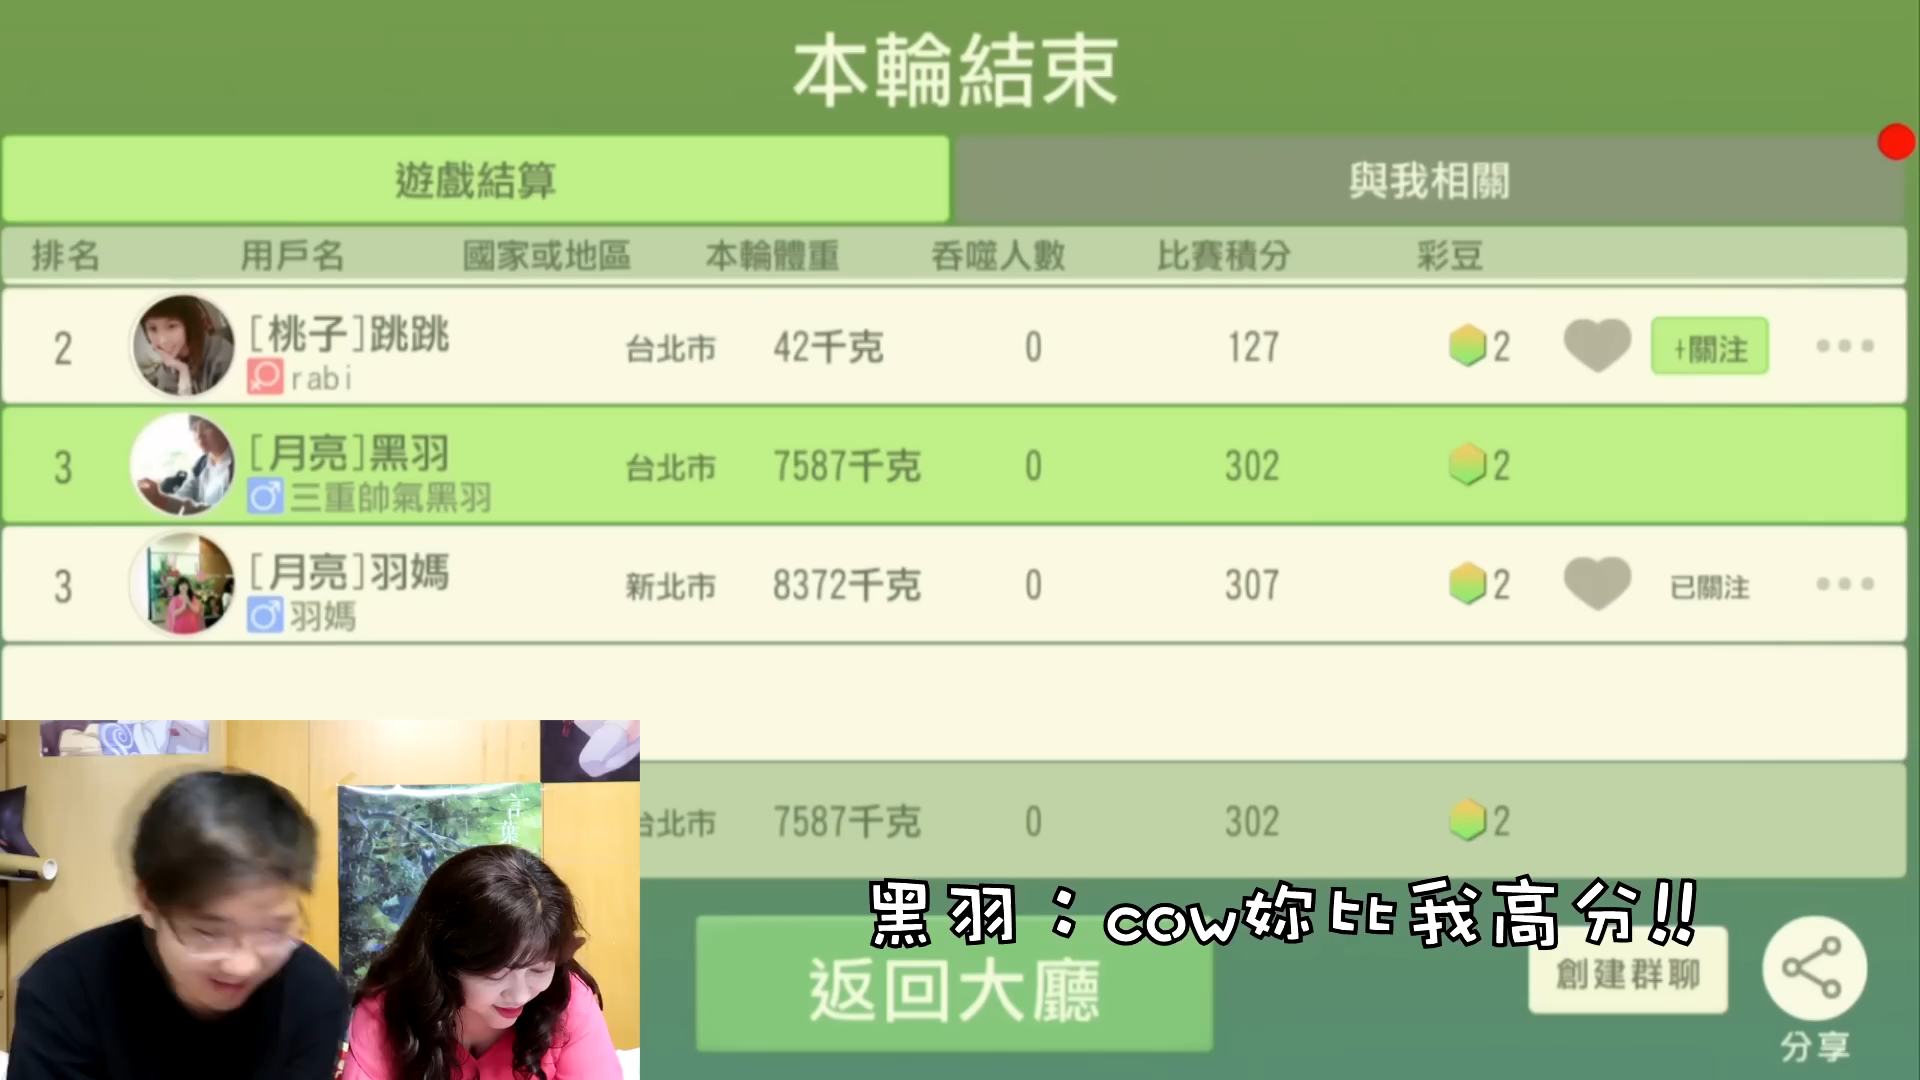 本輪結束
遊戲結算 與我相關
排名 用戶名 國家或地區 本輪體重 吞噬人數 比賽積分 彩豆
2 [桃子]跳跳 rabi 台北市 42千克 0 127 2 +關注
3 [月亮]黑羽 三重帥氣黑羽 台北市 7587千克 0 302 2
3 [月亮]羽媽 羽媽 新北市 8372千克 0 307 2 已關注
台北市 7587千克 0 302 2
言葉
黑羽：cow妳比我高分!!
返回大廳
創建群聊
分享